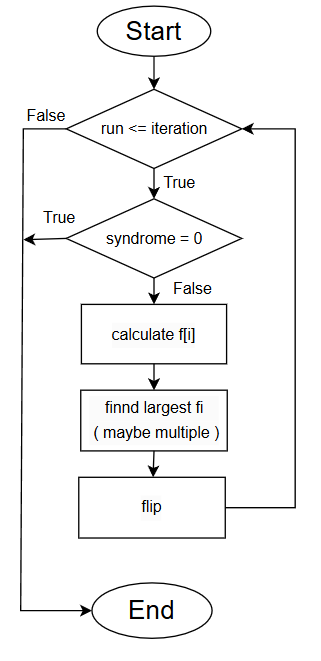 Start
False
run <= iteration
True
True
syndrome = 0
False
calculate f[i]
finnd largest fi
( maybe multiple )
flip
End